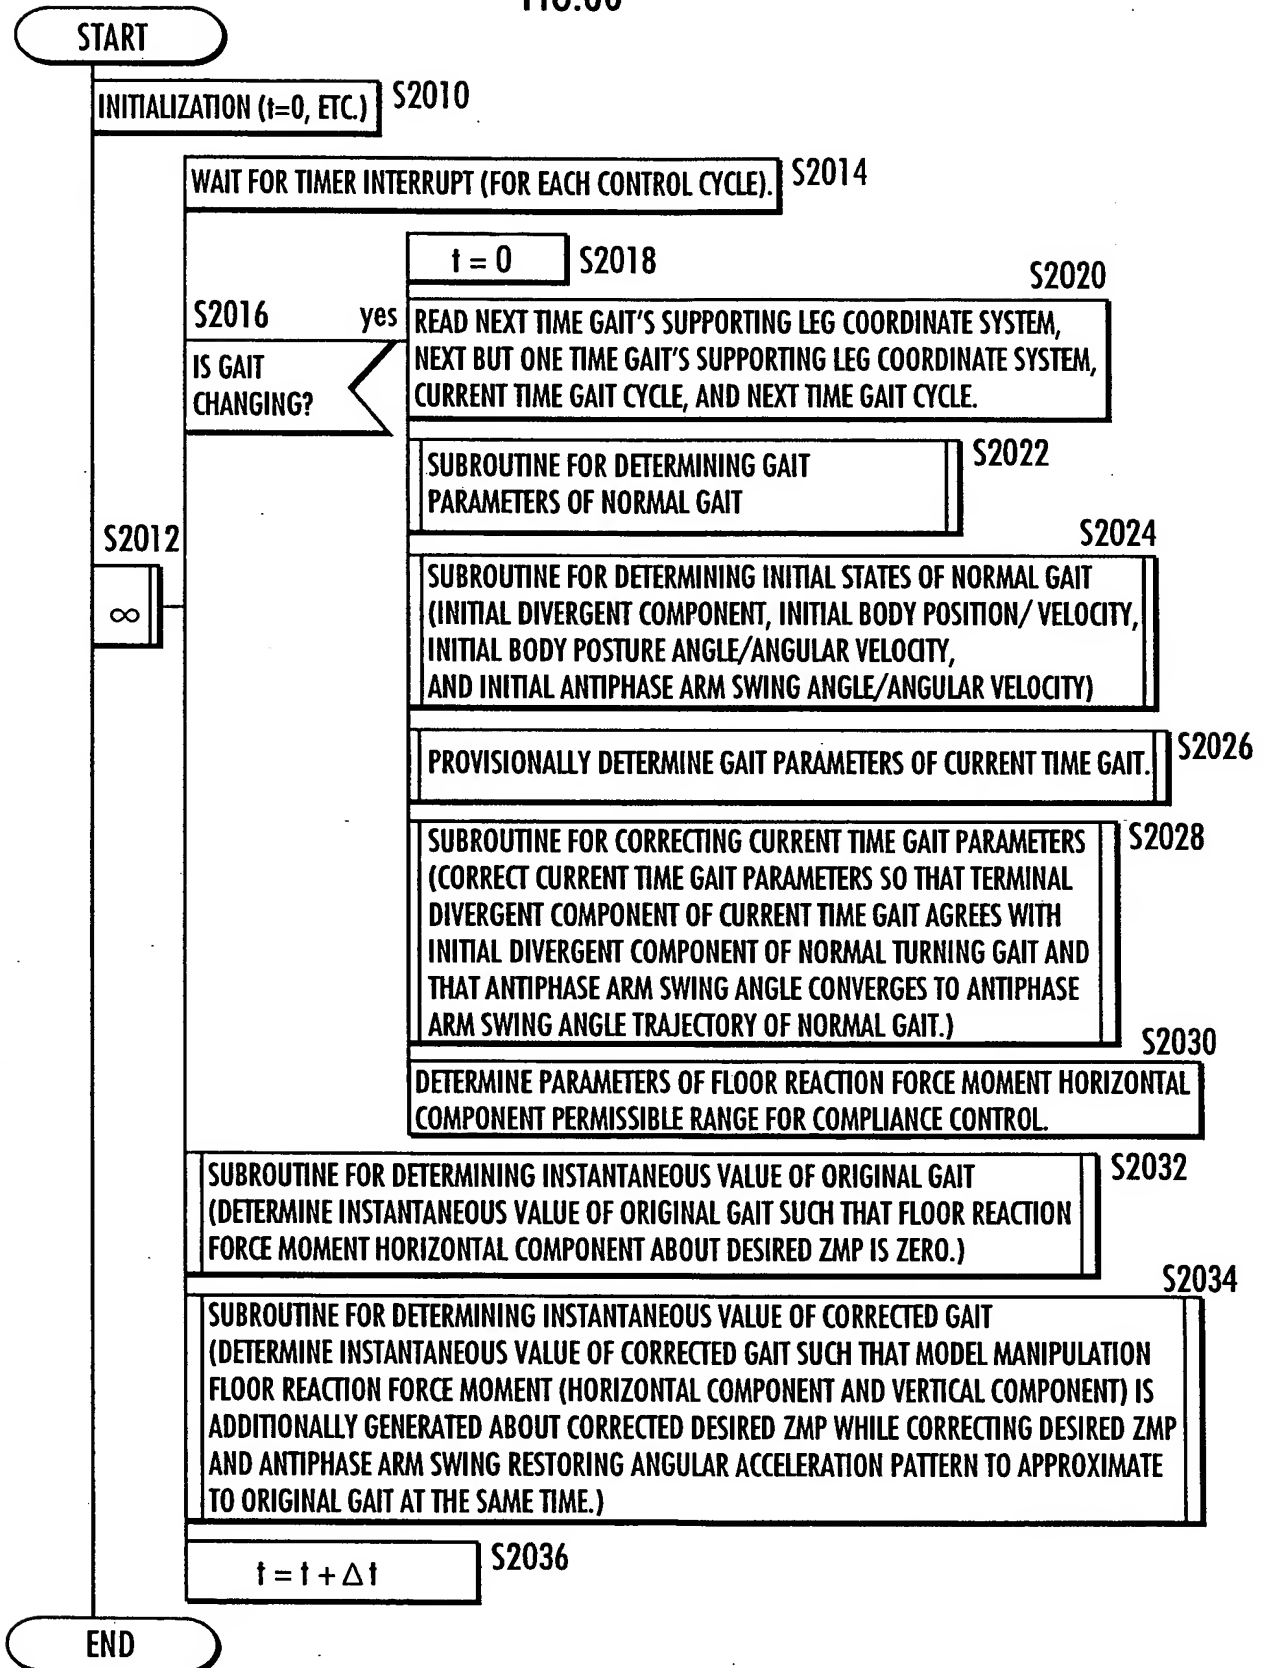 START
INITIALIZATION (t=0, ETC.) S2010
WAIT FOR TIMER INTERRUPT (FOR EACH CONTROL CYCLE). S2014
t = 0 S2018
S2016
IS GAIT
CHANGING?
yes
S2020
READ NEXT TIME GAIT'S SUPPORTING LEG COORDINATE SYSTEM,
NEXT BUT ONE TIME GAIT'S SUPPORTING LEG COORDINATE SYSTEM,
CURRENT TIME GAIT CYCLE, AND NEXT TIME GAIT CYCLE.
S2022
SUBROUTINE FOR DETERMINING GAIT
PARAMETERS OF NORMAL GAIT
S2012
∞
S2024
SUBROUTINE FOR DETERMINING INITIAL STATES OF NORMAL GAIT
(INITIAL DIVERGENT COMPONENT, INITIAL BODY POSITION/ VELOCITY,
INITIAL BODY POSTURE ANGLE/ANGULAR VELOCITY,
AND INITIAL ANTIPHASE ARM SWING ANGLE/ANGULAR VELOCITY)
PROVISIONALLY DETERMINE GAIT PARAMETERS OF CURRENT TIME GAIT. S2026
S2028
SUBROUTINE FOR CORRECTING CURRENT TIME GAIT PARAMETERS
(CORRECT CURRENT TIME GAIT PARAMETERS SO THAT TERMINAL
DIVERGENT COMPONENT OF CURRENT TIME GAIT AGREES WITH
INITIAL DIVERGENT COMPONENT OF NORMAL TURNING GAIT AND
THAT ANTIPHASE ARM SWING ANGLE CONVERGES TO ANTIPHASE
ARM SWING ANGLE TRAJECTORY OF NORMAL GAIT.)
S2030
DETERMINE PARAMETERS OF FLOOR REACTION FORCE MOMENT HORIZONTAL
COMPONENT PERMISSIBLE RANGE FOR COMPLIANCE CONTROL.
S2032
SUBROUTINE FOR DETERMINING INSTANTANEOUS VALUE OF ORIGINAL GAIT
(DETERMINE INSTANTANEOUS VALUE OF ORIGINAL GAIT SUCH THAT FLOOR REACTION
FORCE MOMENT HORIZONTAL COMPONENT ABOUT DESIRED ZMP IS ZERO.)
S2034
SUBROUTINE FOR DETERMINING INSTANTANEOUS VALUE OF CORRECTED GAIT
(DETERMINE INSTANTANEOUS VALUE OF CORRECTED GAIT SUCH THAT MODEL MANIPULATION
FLOOR REACTION FORCE MOMENT (HORIZONTAL COMPONENT AND VERTICAL COMPONENT) IS
ADDITIONALLY GENERATED ABOUT CORRECTED DESIRED ZMP WHILE CORRECTING DESIRED ZMP
AND ANTIPHASE ARM SWING RESTORING ANGULAR ACCELERATION PATTERN TO APPROXIMATE
TO ORIGINAL GAIT AT THE SAME TIME.)
t = t + Δt S2036
END